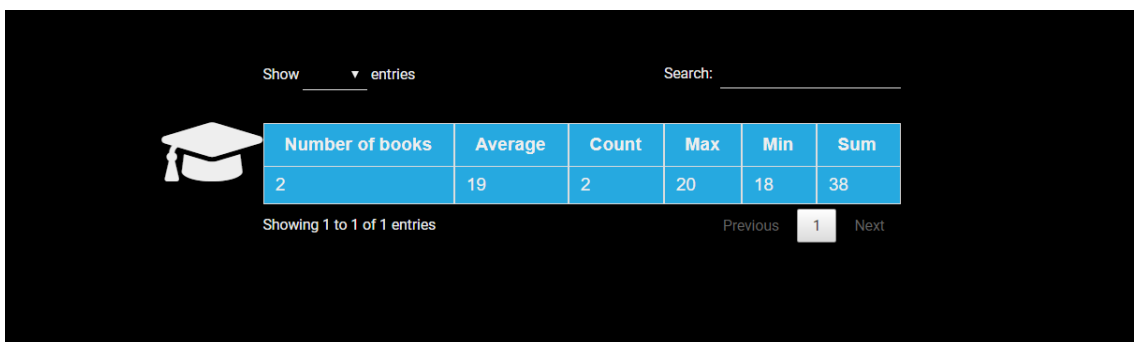 Show ▼ entries Search:
Number of books Average Count Max Min Sum
2 19 2 20 18 38
Showing 1 to 1 of 1 entries Previous 1 Next